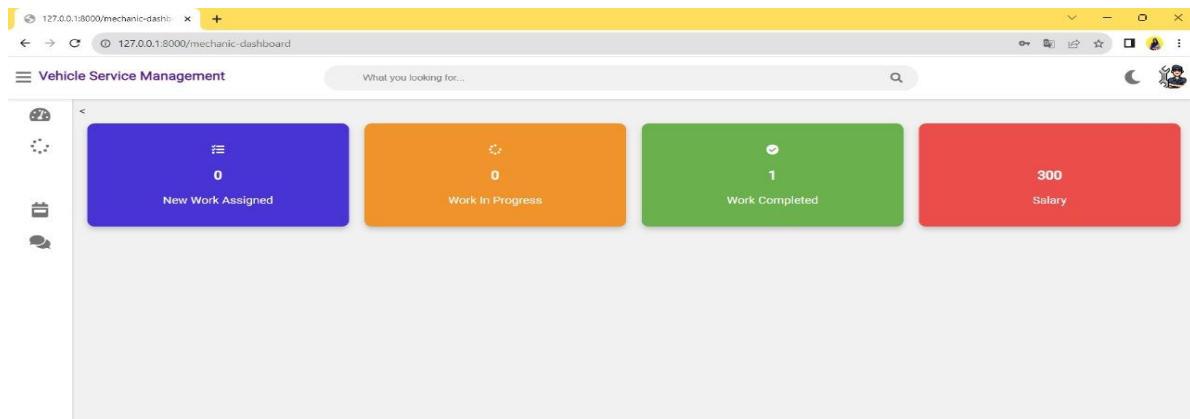 127.0.0.1:8000/mechanic-dashb
127.0.0.1:8000/mechanic-dashboard
Vehicle Service Management
What you looking for...
<
0
New Work Assigned
0
Work In Progress
1
Work Completed
300
Salary